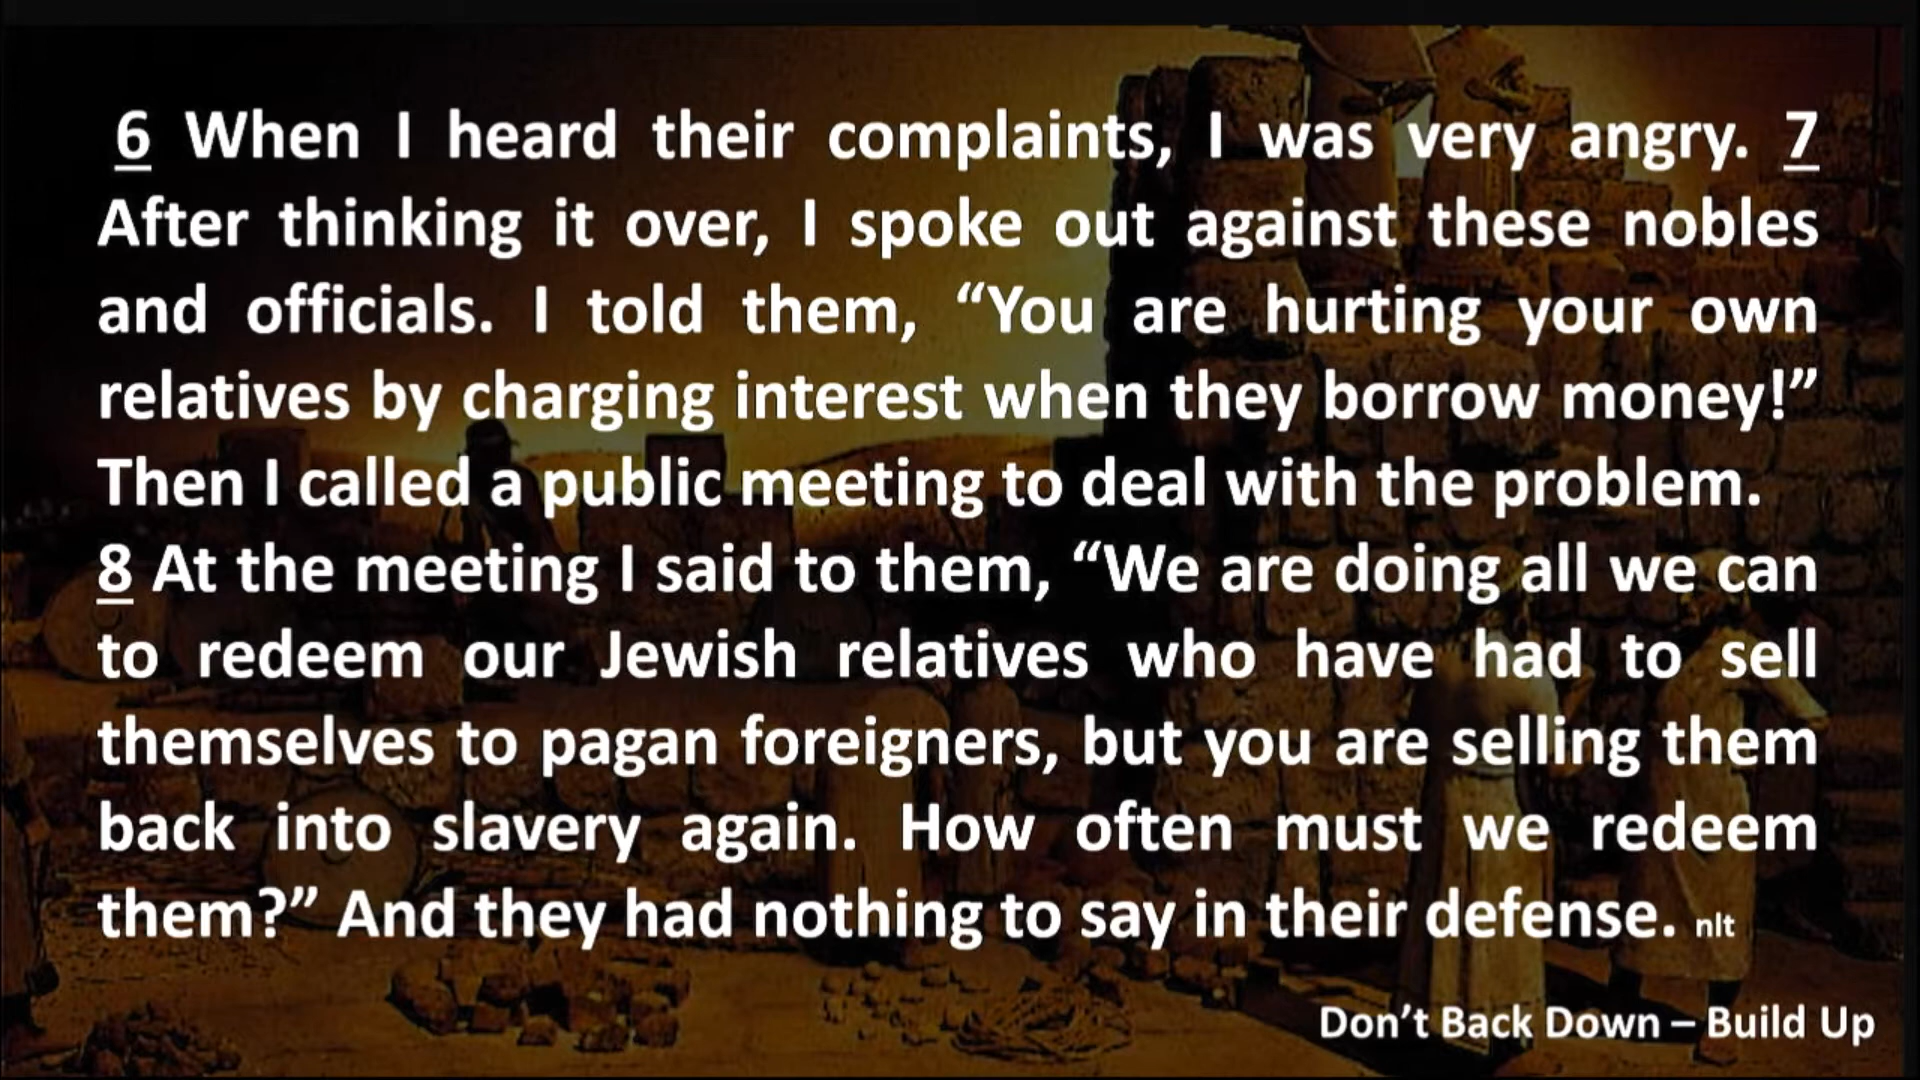 6 When I heard their complaints, I was very angry. 7
After thinking it over, I spoke out against these nobles
and officials. I told them, “You are hurting your own
relatives by charging interest when they borrow money!”
Then I called a public meeting to deal with the problem.
8 At the meeting I said to them, “We are doing all we can
to redeem our Jewish relatives who have had to sell
themselves to pagan foreigners, but you are selling them
back into slavery again. How often must we redeem
them?” And they had nothing to say in their defense. nlt
Don’t Back Down – Build Up